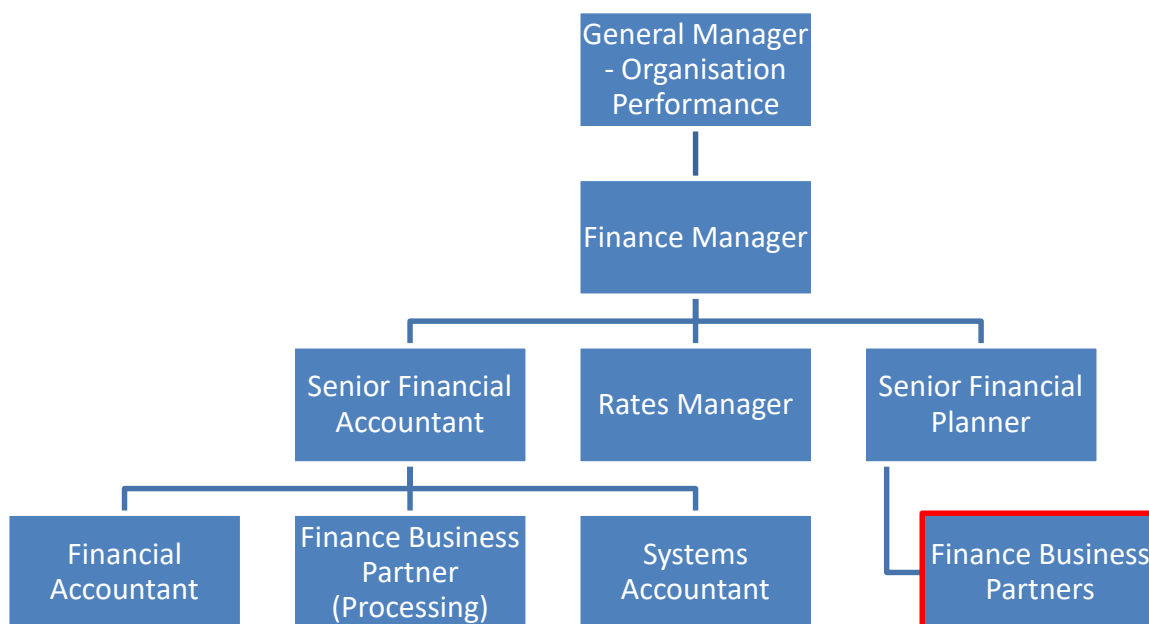 General Manager
- Organisation
Performance
Finance Manager
Senior Financial
Accountant
Rates Manager
Senior Financial
Planner
Financial
Accountant
Finance Business
Partner
(Processing)
Systems
Accountant
Finance Business
Partners